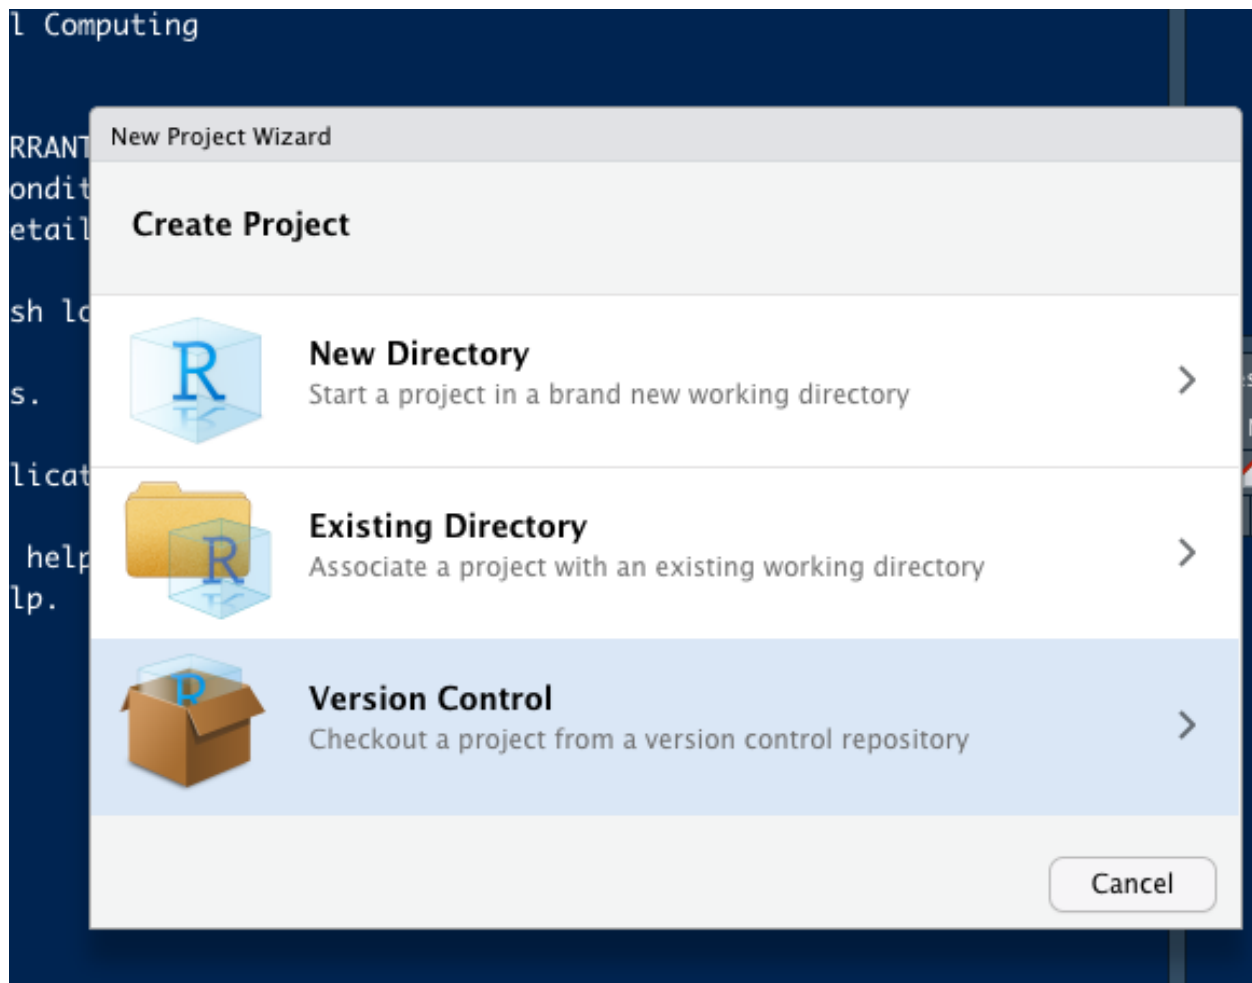 l Computing
RRANT
ondit
etail
sh lo
s.
licat
help
lp.
New Project Wizard
Create Project
R
New Directory
Start a project in a brand new working directory
R
Existing Directory
Associate a project with an existing working directory
R
Version Control
Checkout a project from a version control repository
Cancel